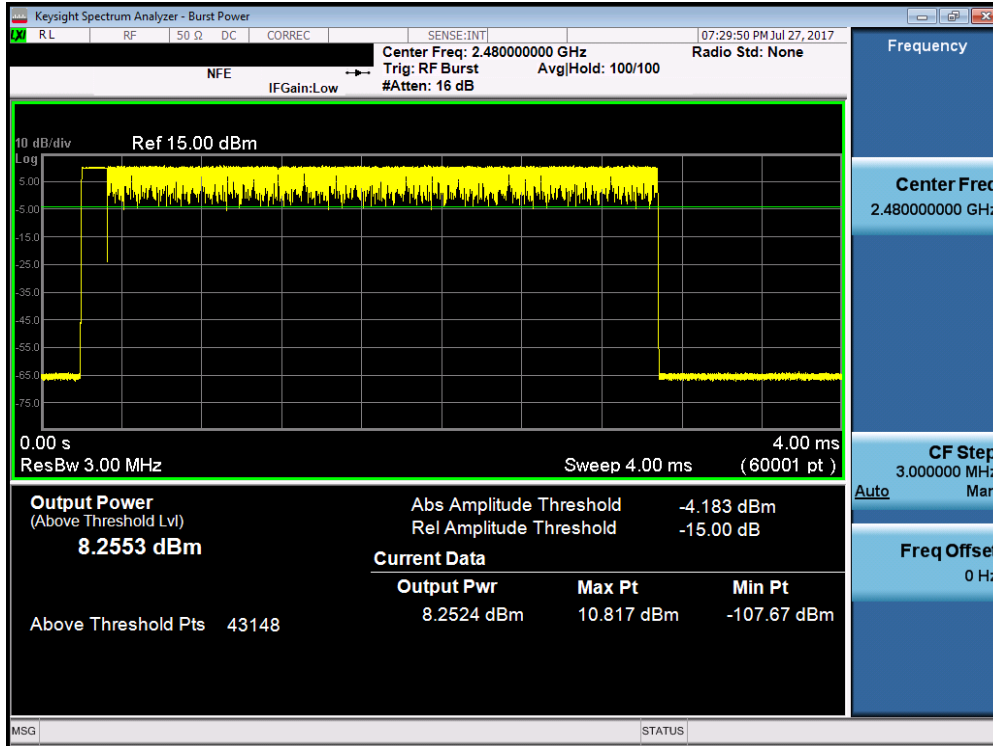 Keysight Spectrum Analyzer - Burst Power
LXI RL RF 50 Ω DC CORREC SENSE:INT 07:29:50 PM Jul 27, 2017
Center Freq: 2.480000000 GHz Radio Std: None
NFE Trig: RF Burst Avg|Hold: 100/100
IFGain:Low #Atten: 16 dB
10 dB/div Ref 15.00 dBm
Log
5.00
-5.00
-15.0
-25.0
-35.0
-45.0
-55.0
-65.0
-75.0
0.00 s 4.00 ms
ResBw 3.00 MHz Sweep 4.00 ms (60001 pt)
Output Power
(Above Threshold Lvl)
8.2553 dBm
Above Threshold Pts 43148
Abs Amplitude Threshold -4.183 dBm
Rel Amplitude Threshold -15.00 dB
Current Data
Output Pwr Max Pt Min Pt
8.2524 dBm 10.817 dBm -107.67 dBm
Frequency
Center Freq
2.480000000 GHz
CF Step
3.000000 MHz
Auto Man
Freq Offset
0 Hz
MSG STATUS